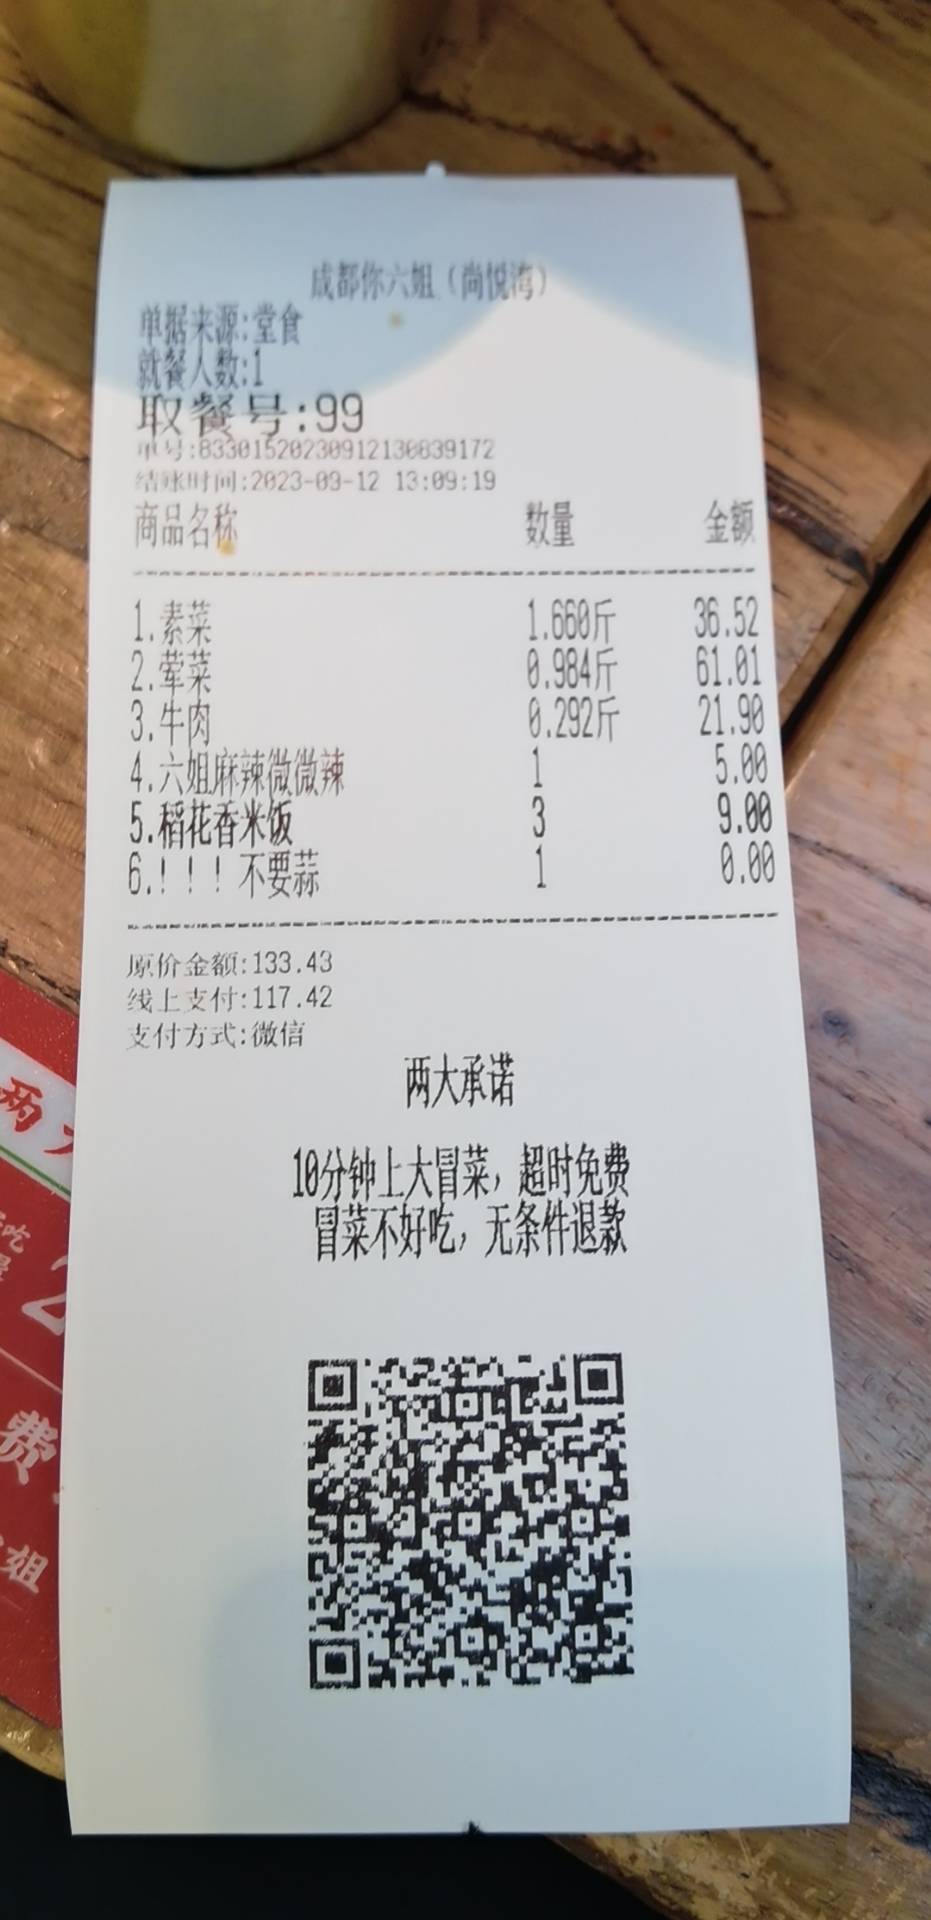 成都你六姐（尚悦湾）
单据来源:堂食
就餐人数:1
取餐号:99
单号:83301520230912130839172
结账时间:2023-09-12 13:09:19
商品名称 数量 金额
1.素菜 1.660斤 36.52
2.荤菜 0.984斤 61.01
3.牛肉 0.292斤 21.90
4.六姐麻辣微微辣 1 5.00
5.稻花香米饭 3 9.00
6.！！！不要蒜 1 0.00
原价金额:133.43
线上支付:117.42
支付方式:微信
两大承诺
10分钟上大冒菜，超时免费
冒菜不好吃，无条件退款
两
吃
2
费
姐